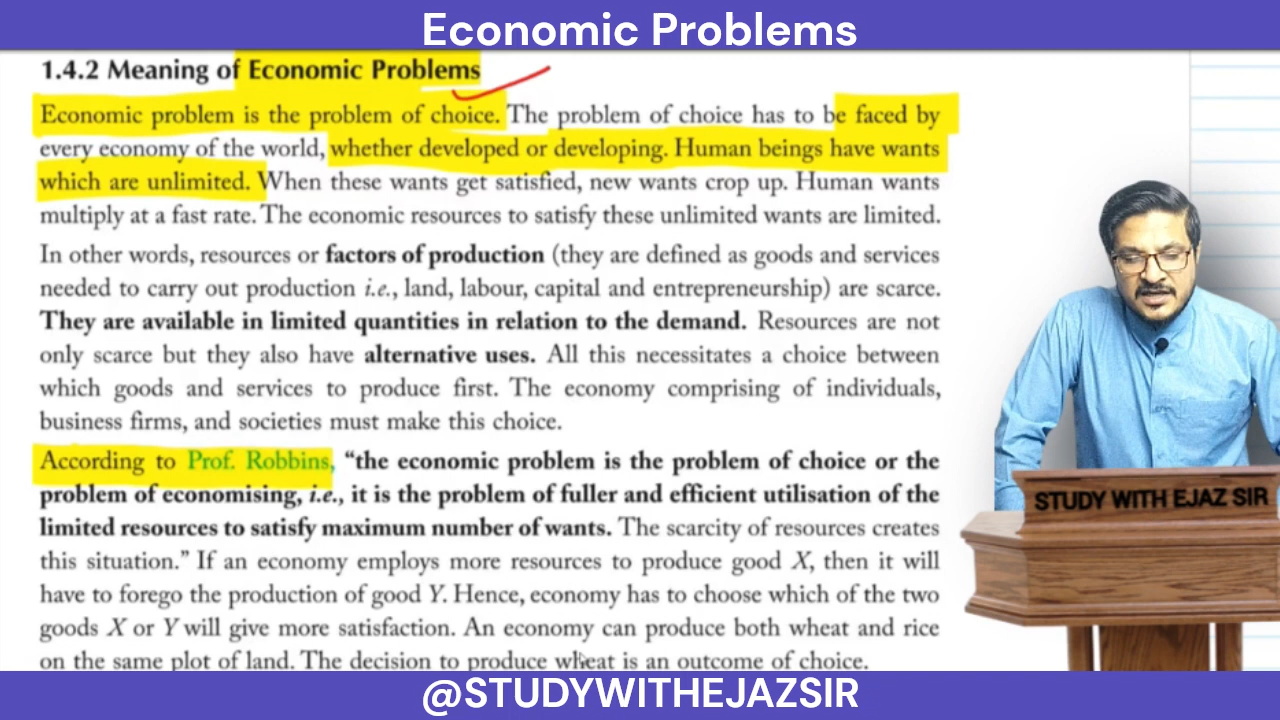 Economic Problems
1.4.2 Meaning of Economic Problems
Economic problem is the problem of choice. The problem of choice has to be faced by
every economy of the world, whether developed or developing. Human beings have wants
which are unlimited. When these wants get satisfied, new wants crop up. Human wants
multiply at a fast rate. The economic resources to satisfy these unlimited wants are limited.
In other words, resources or factors of production (they are defined as goods and services
needed to carry out production i.e., land, labour, capital and entrepreneurship) are scarce.
They are available in limited quantities in relation to the demand. Resources are not
only scarce but they also have alternative uses. All this necessitates a choice between
which goods and services to produce first. The economy comprising of individuals,
business firms, and societies must make this choice.
According to Prof. Robbins, “the economic problem is the problem of choice or the
problem of economising, i.e., it is the problem of fuller and efficient utilisation of the
limited resources to satisfy maximum number of wants. The scarcity of resources creates
this situation.” If an economy employs more resources to produce good X, then it will
have to forego the production of good Y. Hence, economy has to choose which of the two
goods X or Y will give more satisfaction. An economy can produce both wheat and rice
on the same plot of land. The decision to produce wheat is an outcome of choice.
STUDY WITH EJAZ SIR
@STUDYWITHEJAZSIR